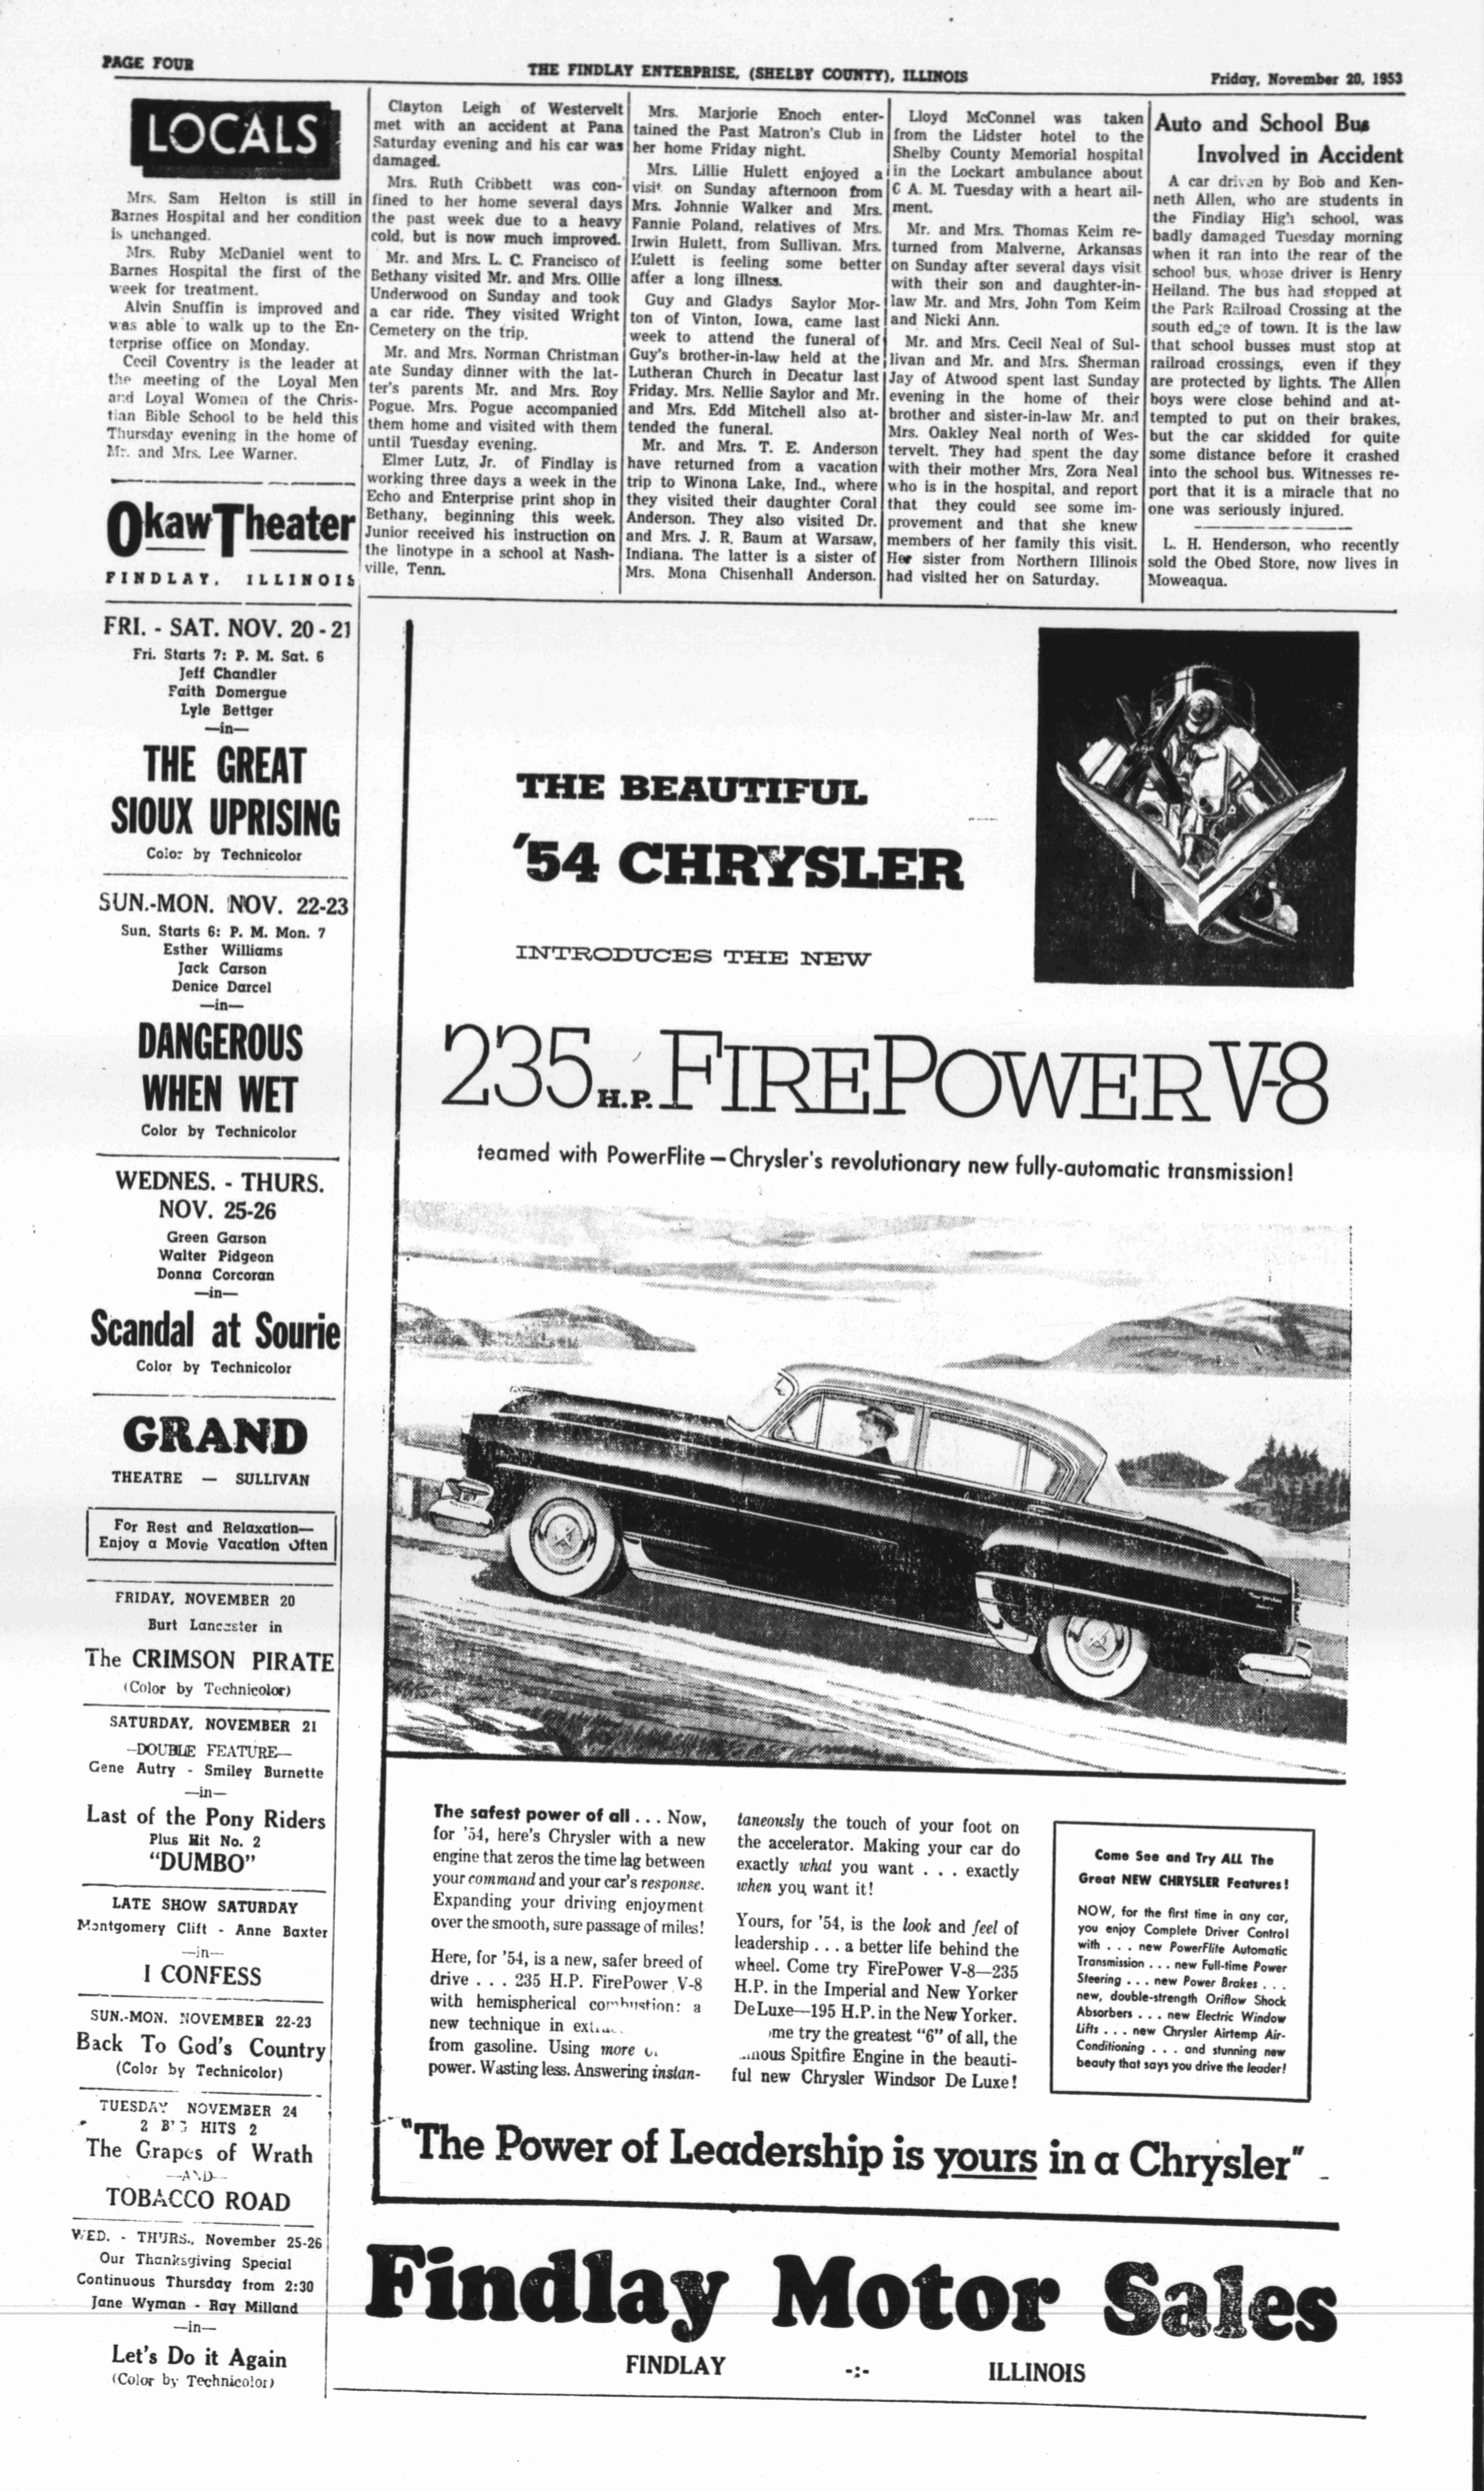 PAGE FOUR
THE FINDLAY ENTERPRISE, (SHELBY COUNTY), ILLINOIS
Friday, November 20, 1953
LOCALS
Mrs. Sam Helton is still in
Barnes Hospital and her condition
is unchanged.
Mrs. Ruby McDaniel went to
Barnes Hospital the first of the
week for treatment.
Alvin Snuffin is improved and
was able to walk up to the En-
terprise office on Monday.
Cecil Coventry is the leader at
the meeting of the Loyal Men
and Loyal Women of the Chris-
tian Bible School to be held this
Thursday evening in the home of
Mr. and Mrs. Lee Warner.
Okaw Theater
FINDLAY, ILLINOIS
FRI. - SAT. NOV. 20 - 21
Fri. Starts 7: P. M. Sat. 6
Jeff Chandler
Faith Domergue
Lyle Bettger
—in—
THE GREAT
SIOUX UPRISING
Color by Technicolor
SUN.-MON. NOV. 22-23
Sun. Starts 6: P. M. Mon. 7
Esther Williams
Jack Carson
Denice Darcel
—in—
DANGEROUS
WHEN WET
Color by Technicolor
WEDNES. - THURS.
NOV. 25-26
Green Garson
Walter Pidgeon
Donna Corcoran
—in—
Scandal at Sourie
Color by Technicolor
GRAND
THEATRE — SULLIVAN
For Rest and Relaxation—
Enjoy a Movie Vacation Often
FRIDAY, NOVEMBER 20
Burt Lancaster in
The CRIMSON PIRATE
(Color by Technicolor)
SATURDAY, NOVEMBER 21
—DOUBLE FEATURE—
Gene Autry - Smiley Burnette
—in—
Last of the Pony Riders
Plus Hit No. 2
"DUMBO"
LATE SHOW SATURDAY
Montgomery Clift - Anne Baxter
—in—
I CONFESS
SUN.-MON. NOVEMBER 22-23
Back To God's Country
(Color by Technicolor)
TUESDAY NOVEMBER 24
2 BIG HITS 2
The Grapes of Wrath
—AND—
TOBACCO ROAD
WED. - THURS., November 25-26
Our Thanksgiving Special
Continuous Thursday from 2:30
Jane Wyman - Ray Milland
—in—
Let's Do it Again
(Color by Technicolor)
Clayton Leigh of Westervelt
met with an accident at Pana
Saturday evening and his car was
damaged.
Mrs. Ruth Cribbett was con-
fined to her home several days
the past week due to a heavy
cold, but is now much improved.
Mr. and Mrs. L. C. Francisco of
Bethany visited Mr. and Mrs. Ollie
Underwood on Sunday and took
a car ride. They visited Wright
Cemetery on the trip.
Mr. and Mrs. Norman Christman
ate Sunday dinner with the lat-
ter's parents Mr. and Mrs. Roy
Pogue. Mrs. Pogue accompanied
them home and visited with them
until Tuesday evening.
Elmer Lutz, Jr. of Findlay is
working three days a week in the
Echo and Enterprise print shop in
Bethany, beginning this week.
Junior received his instruction on
the linotype in a school at Nash-
ville, Tenn.
Mrs. Marjorie Enoch enter-
tained the Past Matron's Club in
her home Friday night.
Mrs. Lillie Hulett enjoyed a
visit on Sunday afternoon from
Mrs. Johnnie Walker and Mrs.
Fannie Poland, relatives of Mrs.
Irwin Hulett, from Sullivan. Mrs.
Hulett is feeling some better
after a long illness.
Guy and Gladys Saylor Mor-
ton of Vinton, Iowa, came last
week to attend the funeral of
Guy's brother-in-law held at the
Lutheran Church in Decatur last
Friday. Mrs. Nellie Saylor and Mr.
and Mrs. Edd Mitchell also at-
tended the funeral.
Mr. and Mrs. T. E. Anderson
have returned from a vacation
trip to Winona Lake, Ind., where
they visited their daughter Coral
Anderson. They also visited Dr.
and Mrs. J. R. Baum at Warsaw,
Indiana. The latter is a sister of
Mrs. Mona Chisenhall Anderson.
Lloyd McConnel was taken
from the Lidster hotel to the
Shelby County Memorial hospital
in the Lockart ambulance about
A. M. Tuesday with a heart ail-
ment.
Mr. and Mrs. Thomas Keim re-
turned from Malverne, Arkansas
on Sunday after several days visit
with their son and daughter-in-
law Mr. and Mrs. John Tom Keim
and Nicki Ann.
Mr. and Mrs. Cecil Neal of Sul-
livan and Mr. and Mrs. Sherman
Jay of Atwood spent last Sunday
evening in the home of their
brother and sister-in-law Mr. and
Mrs. Oakley Neal north of Wes-
tervelt. They had spent the day
with their mother Mrs. Zora Neal
who is in the hospital, and report
that they could see some im-
provement and that she knew
members of her family this visit.
Her sister from Northern Illinois
had visited her on Saturday.
Auto and School Bus
Involved in Accident
A car driven by Bob and Ken-
neth Allen, who are students in
the Findlay High school, was
badly damaged Tuesday morning
when it ran into the rear of the
school bus, whose driver is Henry
Heiland. The bus had stopped at
the Park Railroad Crossing at the
south edge of town. It is the law
that school busses must stop at
railroad crossings, even if they
are protected by lights. The Allen
boys were close behind and at-
tempted to put on their brakes,
but the car skidded for quite
some distance before it crashed
into the school bus. Witnesses re-
port that it is a miracle that no
one was seriously injured.
L. H. Henderson, who recently
sold the Obed Store, now lives in
Moweaqua.
THE BEAUTIFUL
'54 CHRYSLER
INTRODUCES THE NEW
235 H.P. FIREPOWER V-8
teamed with PowerFlite—Chrysler's revolutionary new fully-automatic transmission!
The safest power of all . . . Now,
for '54, here's Chrysler with a new
engine that zeros the time lag between
your command and your car's response.
Expanding your driving enjoyment
over the smooth, sure passage of miles!
Here, for '54, is a new, safer breed of
drive . . . 235 H.P. FirePower V-8
with hemispherical combustion: a
new technique in
from gasoline. Using more
power. Wasting less. Answering instan-
taneously the touch of your foot on
the accelerator. Making your car do
exactly what you want . . . exactly
when you want it!
Yours, for '54, is the look and feel of
leadership . . . a better life behind the
wheel. Come try FirePower V-8—235
H.P. in the Imperial and New Yorker
DeLuxe—195 H.P. in the New Yorker.
try the greatest "6" of all, the
Spitfire Engine in the beauti-
ful new Chrysler Windsor De Luxe!
Come See and Try ALL The
Great NEW CHRYSLER Features!
NOW, for the first time in any car,
you enjoy Complete Driver Control
with . . . new PowerFlite Automatic
Transmission . . . new Full-time Power
Steering . . . new Power Brakes . . .
new, double-strength Oriflow Shock
Absorbers . . . new Electric Window
Lifts . . . new Chrysler Airtemp Air-
Conditioning . . . and stunning new
beauty that says you drive the leader!
"The Power of Leadership is yours in a Chrysler"
Findlay Motor Sales
FINDLAY -:- ILLINOIS